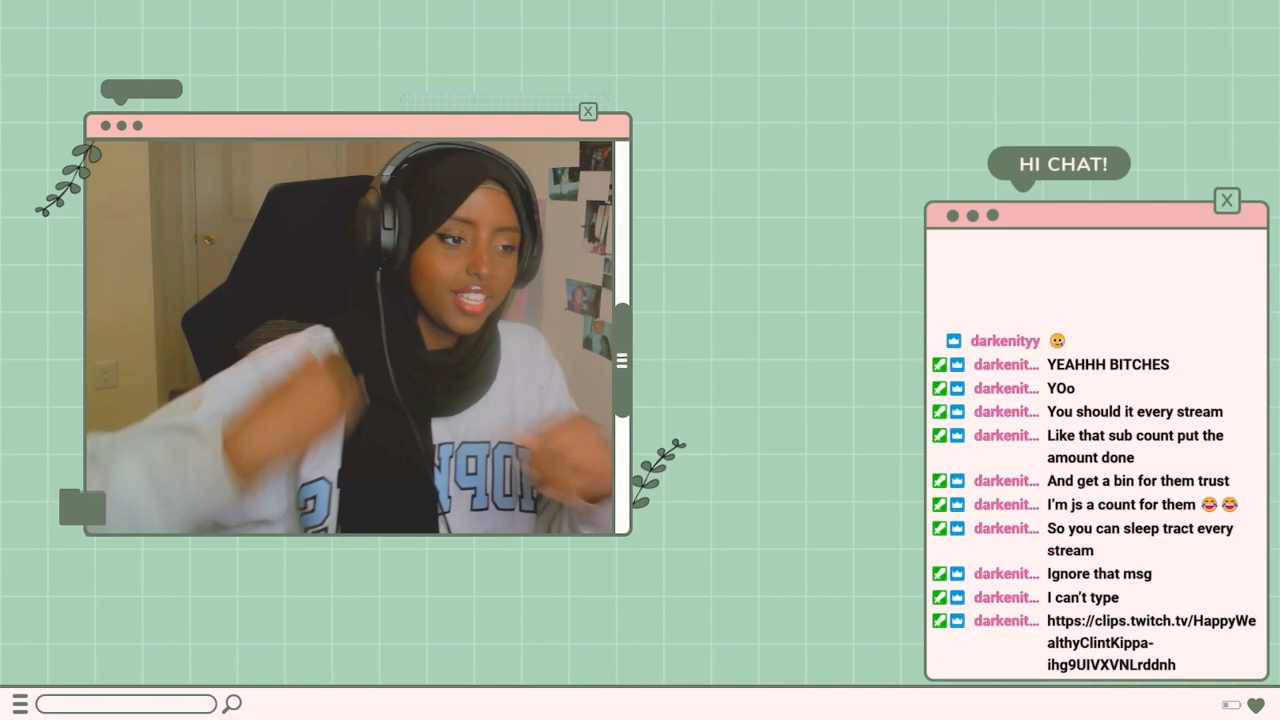 HI CHAT!
X
X
darkenityy 😬
darkenit... YEAHHH BITCHES
darkenit... YOo
darkenit... You should it every stream
darkenit... Like that sub count put the
amount done
darkenit... And get a bin for them trust
darkenit... I'm js a count for them 😂 😂
darkenit... So you can sleep tract every
stream
darkenit... Ignore that msg
darkenit... I can't type
darkenit... https://clips.twitch.tv/HappyWe
althyClintKippa-
ihg9UIVXVNLrddnh